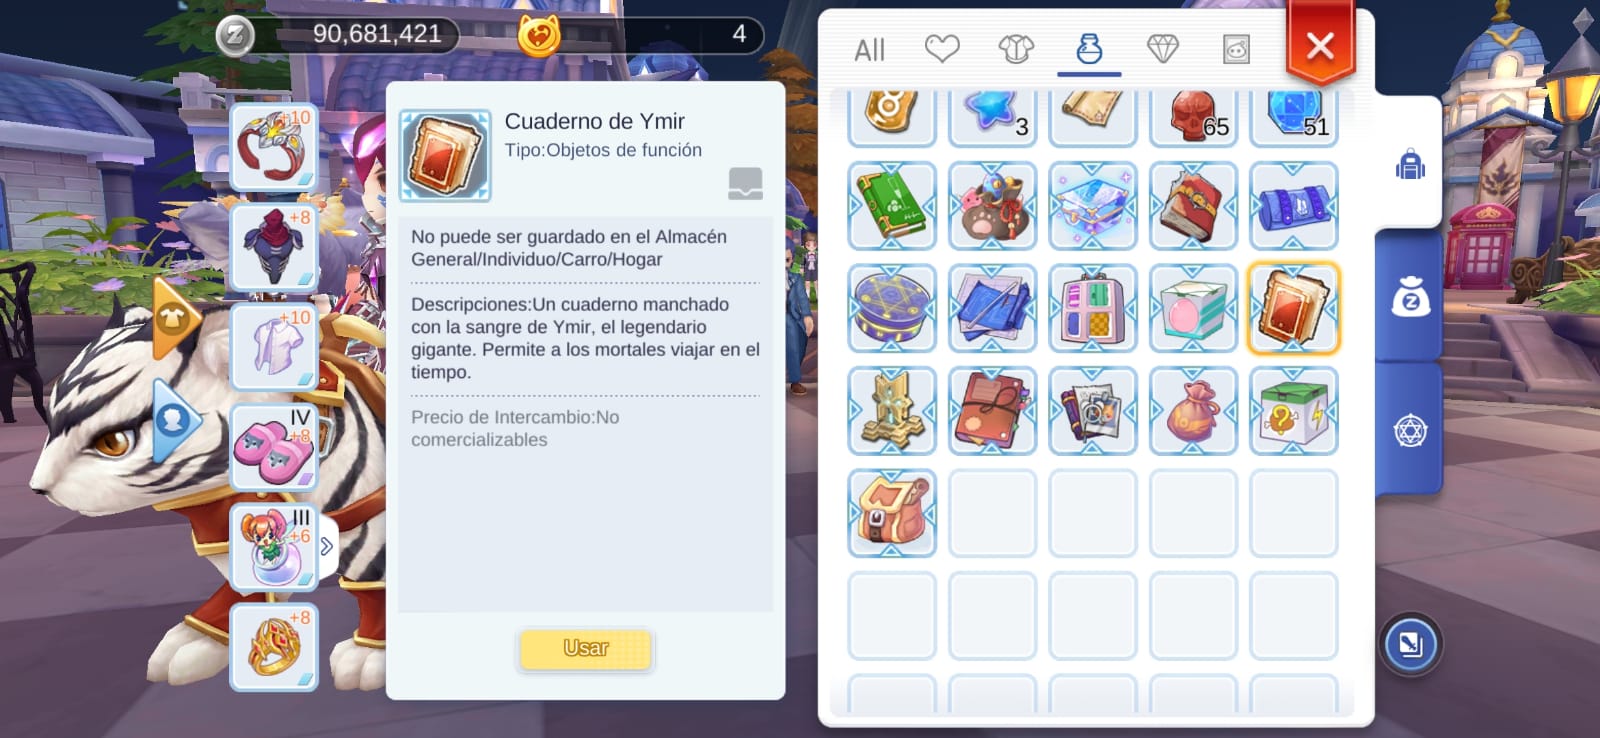 90,681,421
4
All
+10
+8
+10
IV
+8
III
+6
+8
Cuaderno de Ymir
Tipo:Objetos de función
No puede ser guardado en el Almacén
General/Individuo/Carro/Hogar
Descripciones:Un cuaderno manchado
con la sangre de Ymir, el legendario
gigante. Permite a los mortales viajar en el
tiempo.
Precio de Intercambio:No
comercializables
Usar
3
65
51